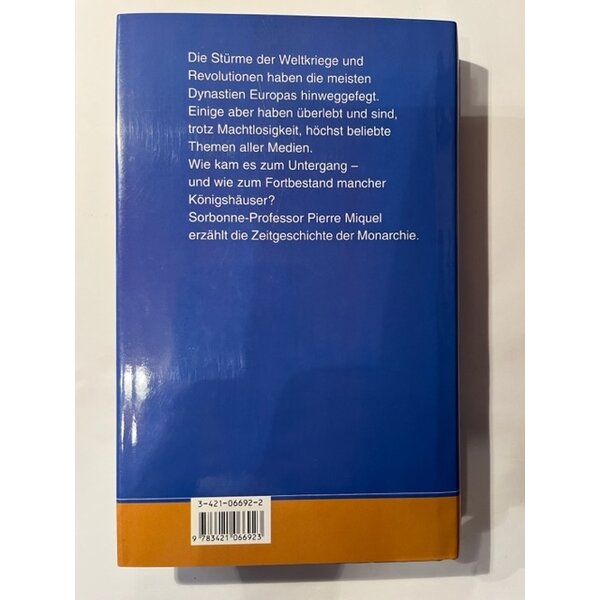 Die Stürme der Weltkriege und
Revolutionen haben die meisten
Dynastien Europas hinweggefegt.
Einige aber haben überlebt und sind,
trotz Machtlosigkeit, höchst beliebte
Themen aller Medien.
Wie kam es zum Untergang –
und wie zum Fortbestand mancher
Königshäuser?
Sorbonne-Professor Pierre Miquel
erzählt die Zeitgeschichte der Monarchie.
3-421-06692-2
9 783421 066923